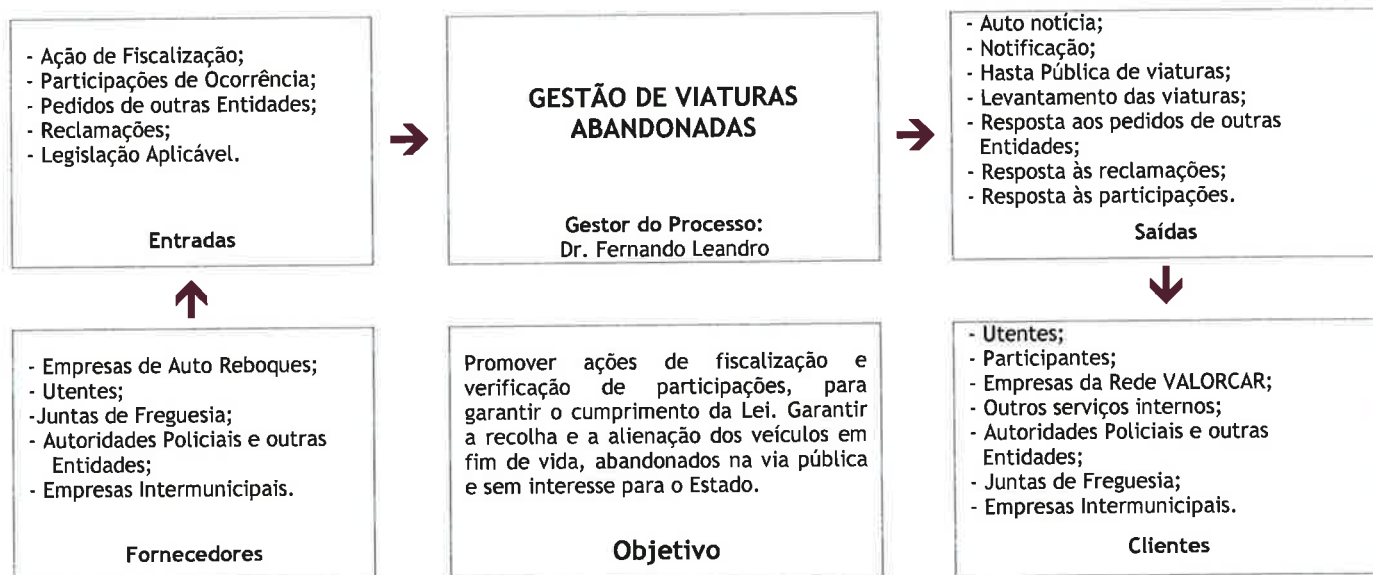 - Ação de Fiscalização;
- Participações de Ocorrência;
- Pedidos de outras Entidades;
- Reclamações;
- Legislação Aplicável.
Entradas
GESTÃO DE VIATURAS
ABANDONADAS
Gestor do Processo:
Dr. Fernando Leandro
- Auto notícia;
- Notificação;
- Hasta Pública de viaturas;
- Levantamento das viaturas;
- Resposta aos pedidos de outras
Entidades;
- Resposta às reclamações;
- Resposta às participações.
Saídas
- Empresas de Auto Reboques;
- Utentes;
-Juntas de Freguesia;
- Autoridades Policiais e outras
Entidades;
- Empresas Intermunicipais.
Fornecedores
Promover ações de fiscalização e
verificação de participações, para
garantir o cumprimento da Lei. Garantir
a recolha e a alienação dos veículos em
fim de vida, abandonados na via pública
e sem interesse para o Estado.
Objetivo
- Utentes;
- Participantes;
- Empresas da Rede VALORCAR;
- Outros serviços internos;
- Autoridades Policiais e outras
Entidades;
- Juntas de Freguesia;
- Empresas Intermunicipais.
Clientes